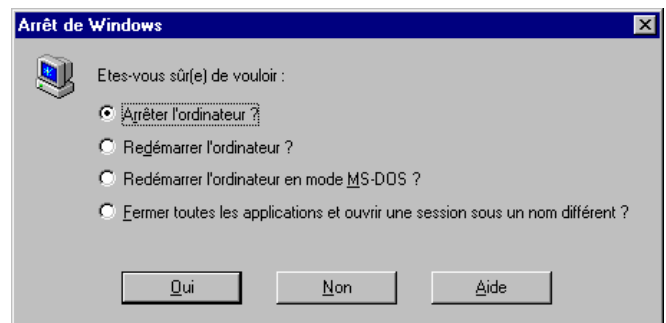 Arrêt de Windows
Etes-vous sûr(e) de vouloir :
Arrêter l'ordinateur ?
Redémarrer l'ordinateur ?
Redémarrer l'ordinateur en mode MS-DOS ?
Fermer toutes les applications et ouvrir une session sous un nom différent ?
Oui
Non
Aide